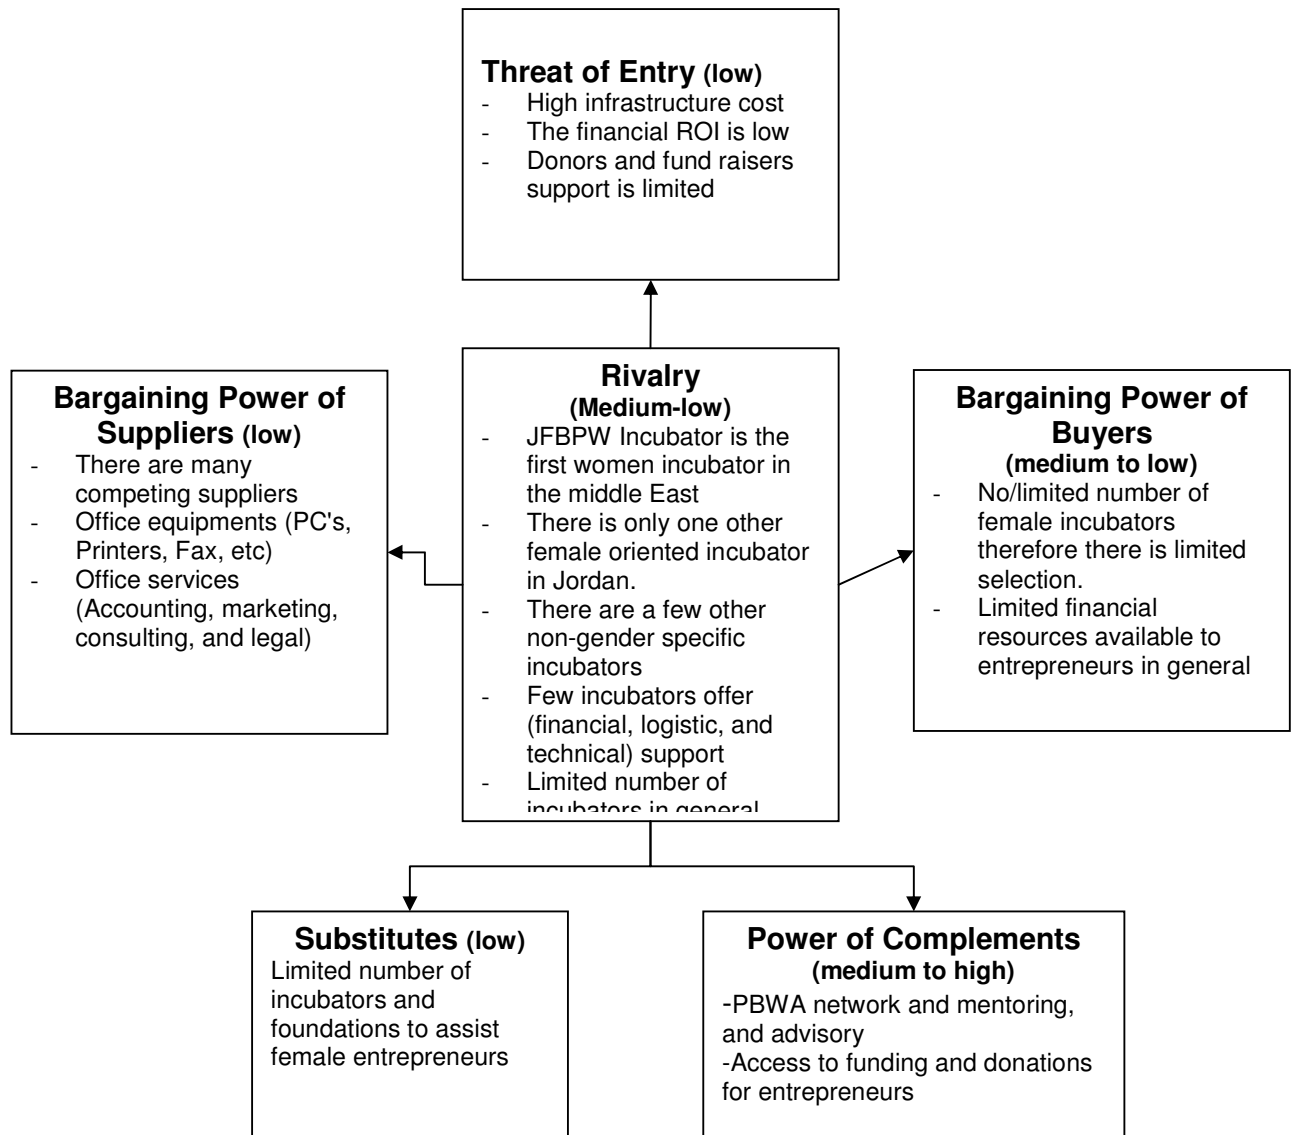 Threat of Entry (low)
- High infrastructure cost
- The financial ROI is low
- Donors and fund raisers
support is limited
Bargaining Power of
Suppliers (low)
- There are many
competing suppliers
- Office equipments (PC's,
Printers, Fax, etc)
- Office services
(Accounting, marketing,
consulting, and legal)
Rivalry
(Medium-low)
- JFBPW Incubator is the
first women incubator in
the middle East
- There is only one other
female oriented incubator
in Jordan.
- There are a few other
non-gender specific
incubators
- Few incubators offer
(financial, logistic, and
technical) support
- Limited number of
incubators in general
Bargaining Power of
Buyers
(medium to low)
- No/limited number of
female incubators
therefore there is limited
selection.
- Limited financial
resources available to
entrepreneurs in general
Substitutes (low)
Limited number of
incubators and
foundations to assist
female entrepreneurs
Power of Complements
(medium to high)
-PBWA network and mentoring,
and advisory
-Access to funding and donations
for entrepreneurs